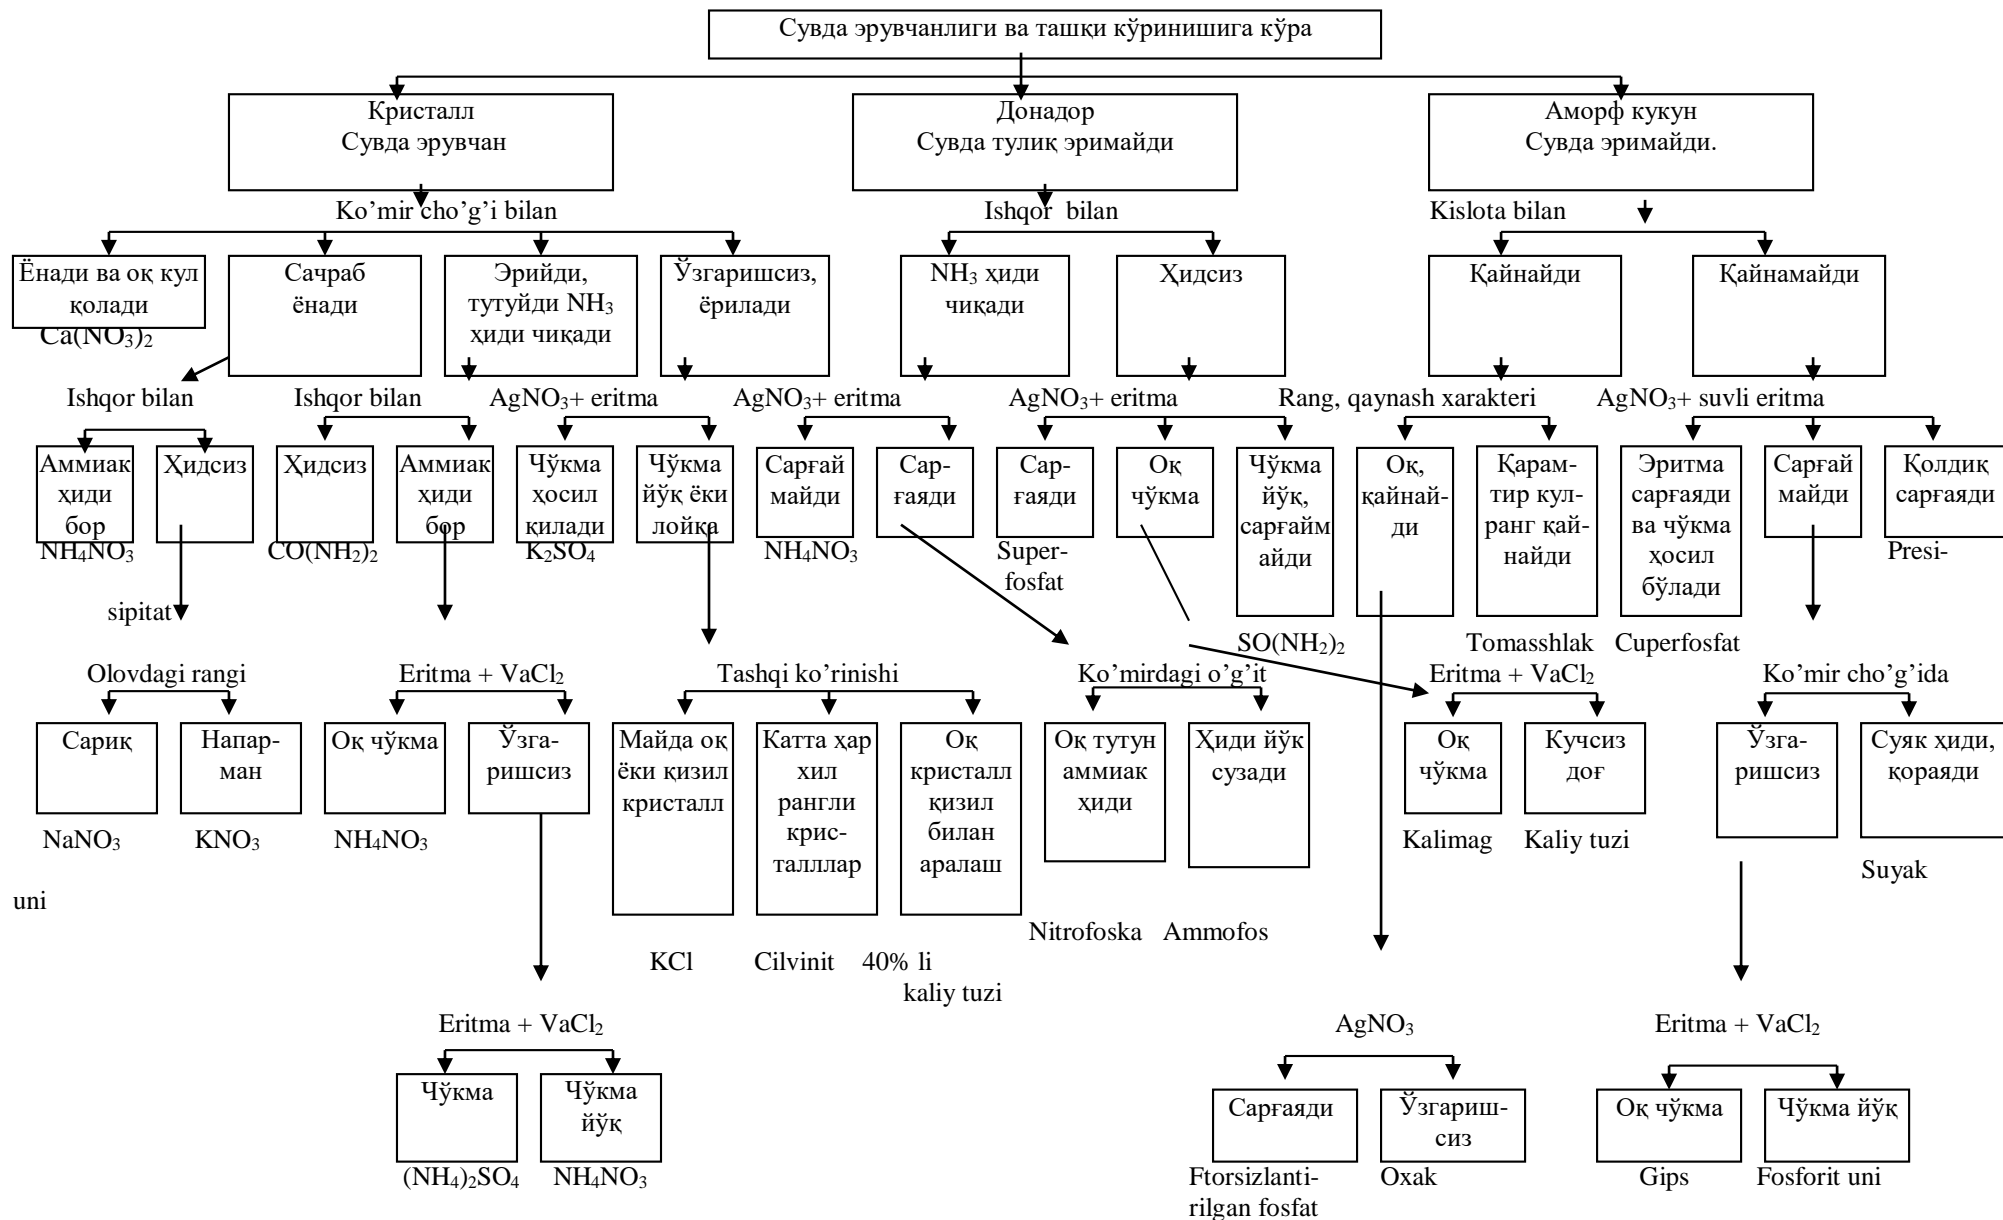 Сувда эрувчанлиги ва ташқи кўринишига кўра
Кристалл
Сувда эрувчан
Донадор
Сувда тулиқ эримайди
Аморф кукун
Сувда эримайди.
Ko’mir cho’g’i bilan
Ishqor bilan
Kislota bilan
Ёнади ва оқ кул
қолади
Ca(NO₃)₂
Сачраб
ёнади
Эрийди,
тутуйди NH₃
ҳиди чиқади
Ўзгаришсиз,
ёрилади
NH₃ ҳиди
чиқади
Ҳидсиз
Қайнайди
Қайнамайди
Ishqor bilan
Ishqor bilan
AgNO₃+ eritma
AgNO₃+ eritma
AgNO₃+ eritma
Rang, qaynash xarakteri
AgNO₃+ suvli eritma
Аммиак
ҳиди
бор
Ҳидсиз
Ҳидсиз
Аммиак
ҳиди
бор
Чўкма
ҳосил
қилади
Чўкма
йўқ ёки
лойқа
Сарғай
майди
Сар-
ғаяди
Сар-
ғаяди
Оқ
чўкма
Чўкма
йўқ,
сарғайм
айди
Оқ,
қайнай-
ди
Қарам-
тир кул-
ранг қай-
найди
Эритма
сарғаяди
ва чўкма
ҳосил
бўлади
Сарғай
майди
Қолдиқ
сарғаяди
NH₄NO₃
CO(NH₂)₂
K₂SO₄
NH₄NO₃
Super-
fosfat
Presi-
sipitat
SO(NH₂)₂
Tomasshlak
Cuperfosfat
Olovdagi rangi
Eritma + VaCl₂
Tashqi ko’rinishi
Ko’mirdagi o’g’it
Eritma + VaCl₂
Ko’mir cho’g’ida
Сариқ
Напар-
ман
Оқ чўкма
Ўзга-
ришсиз
Майда оқ
ёки қизил
кристалл
Катта ҳар
хил
рангли
крис-
талллар
Оқ
кристалл
қизил
билан
аралаш
Оқ тутун
аммиак
ҳиди
Ҳиди йўк
сузади
Оқ
чўкма
Кучсиз
доғ
Ўзга-
ришсиз
Суяк ҳиди,
қораяди
NaNO₃
KNO₃
NH₄NO₃
Kalimag
Kaliy tuzi
Suyak
uni
Nitrofoska
Ammofos
KCl
Cilvinit
40% li
kaliy tuzi
Eritma + VaCl₂
AgNO₃
Eritma + VaCl₂
Чўкма
Чўкма
йўқ
Сарғаяди
Ўзгариш-
сиз
Оқ чўкма
Чўкма йўқ
(NH₄)₂SO₄
NH₄NO₃
Ftorsizlanti-
rilgan fosfat
Oxak
Gips
Fosforit uni